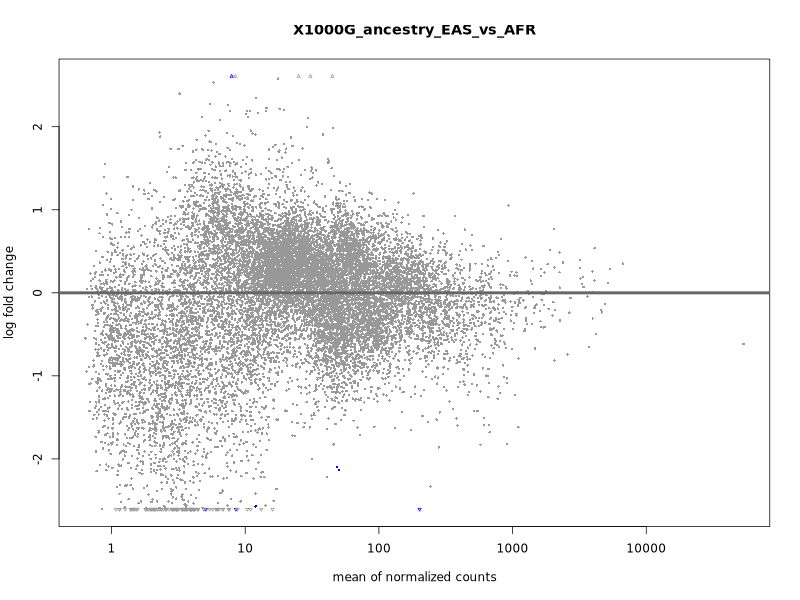 X1000G_ancestry_EAS_vs_AFR
log fold change
2
1
0
-1
-2
1 10 100 1000 10000
mean of normalized counts